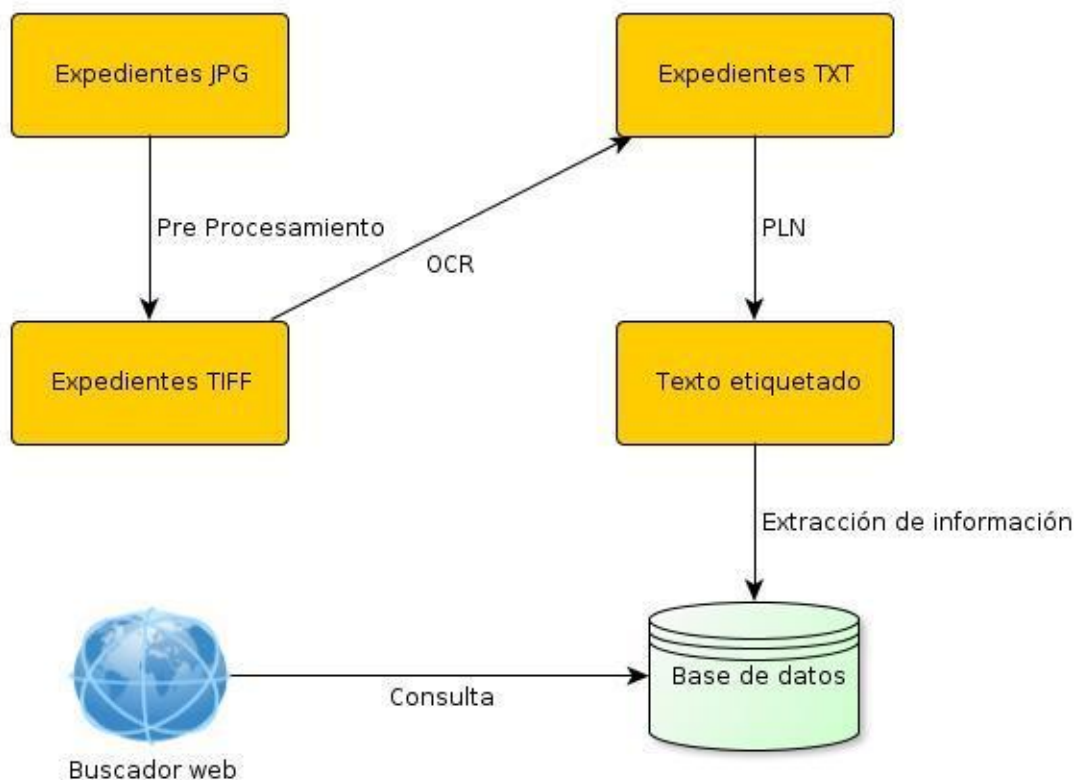 Expedientes JPG
Expedientes TXT
Pre Procesamiento
OCR
PLN
Expedientes TIFF
Texto etiquetado
Extracción de información
Base de datos
Consulta
Buscador web